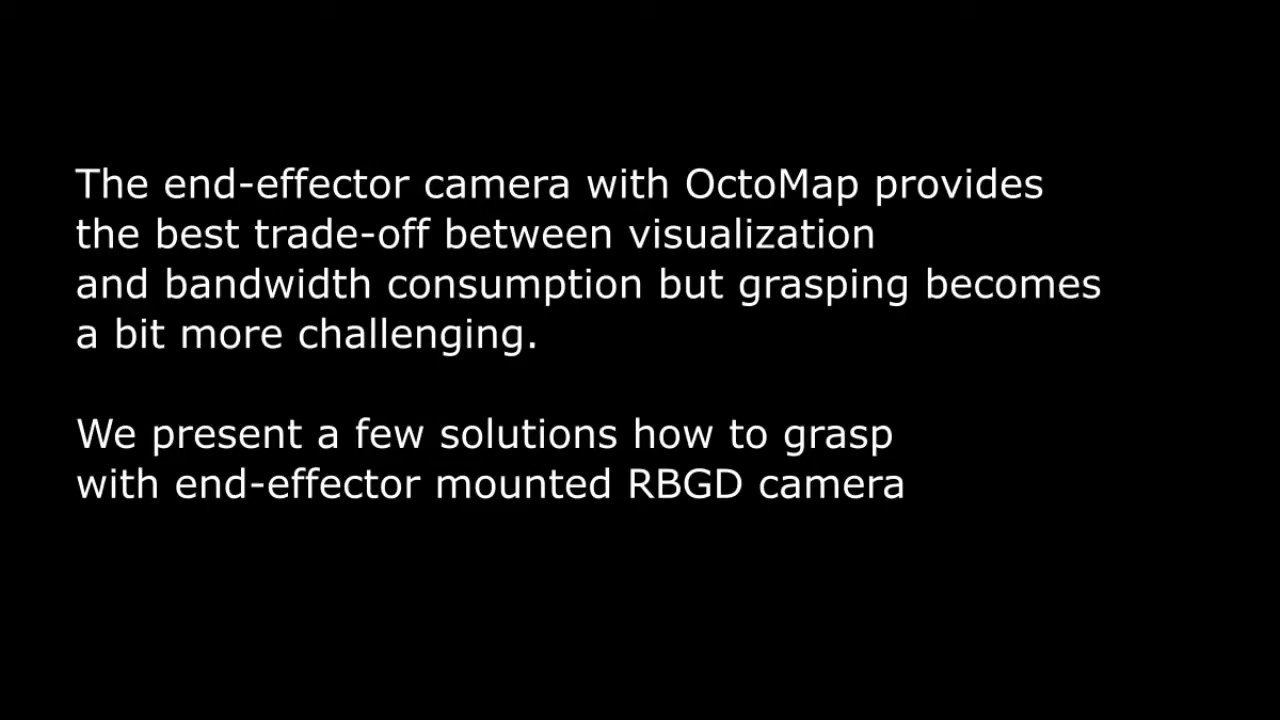 The end-effector camera with OctoMap provides
the best trade-off between visualization
and bandwidth consumption but grasping becomes
a bit more challenging.
We present a few solutions how to grasp
with end-effector mounted RBGD camera